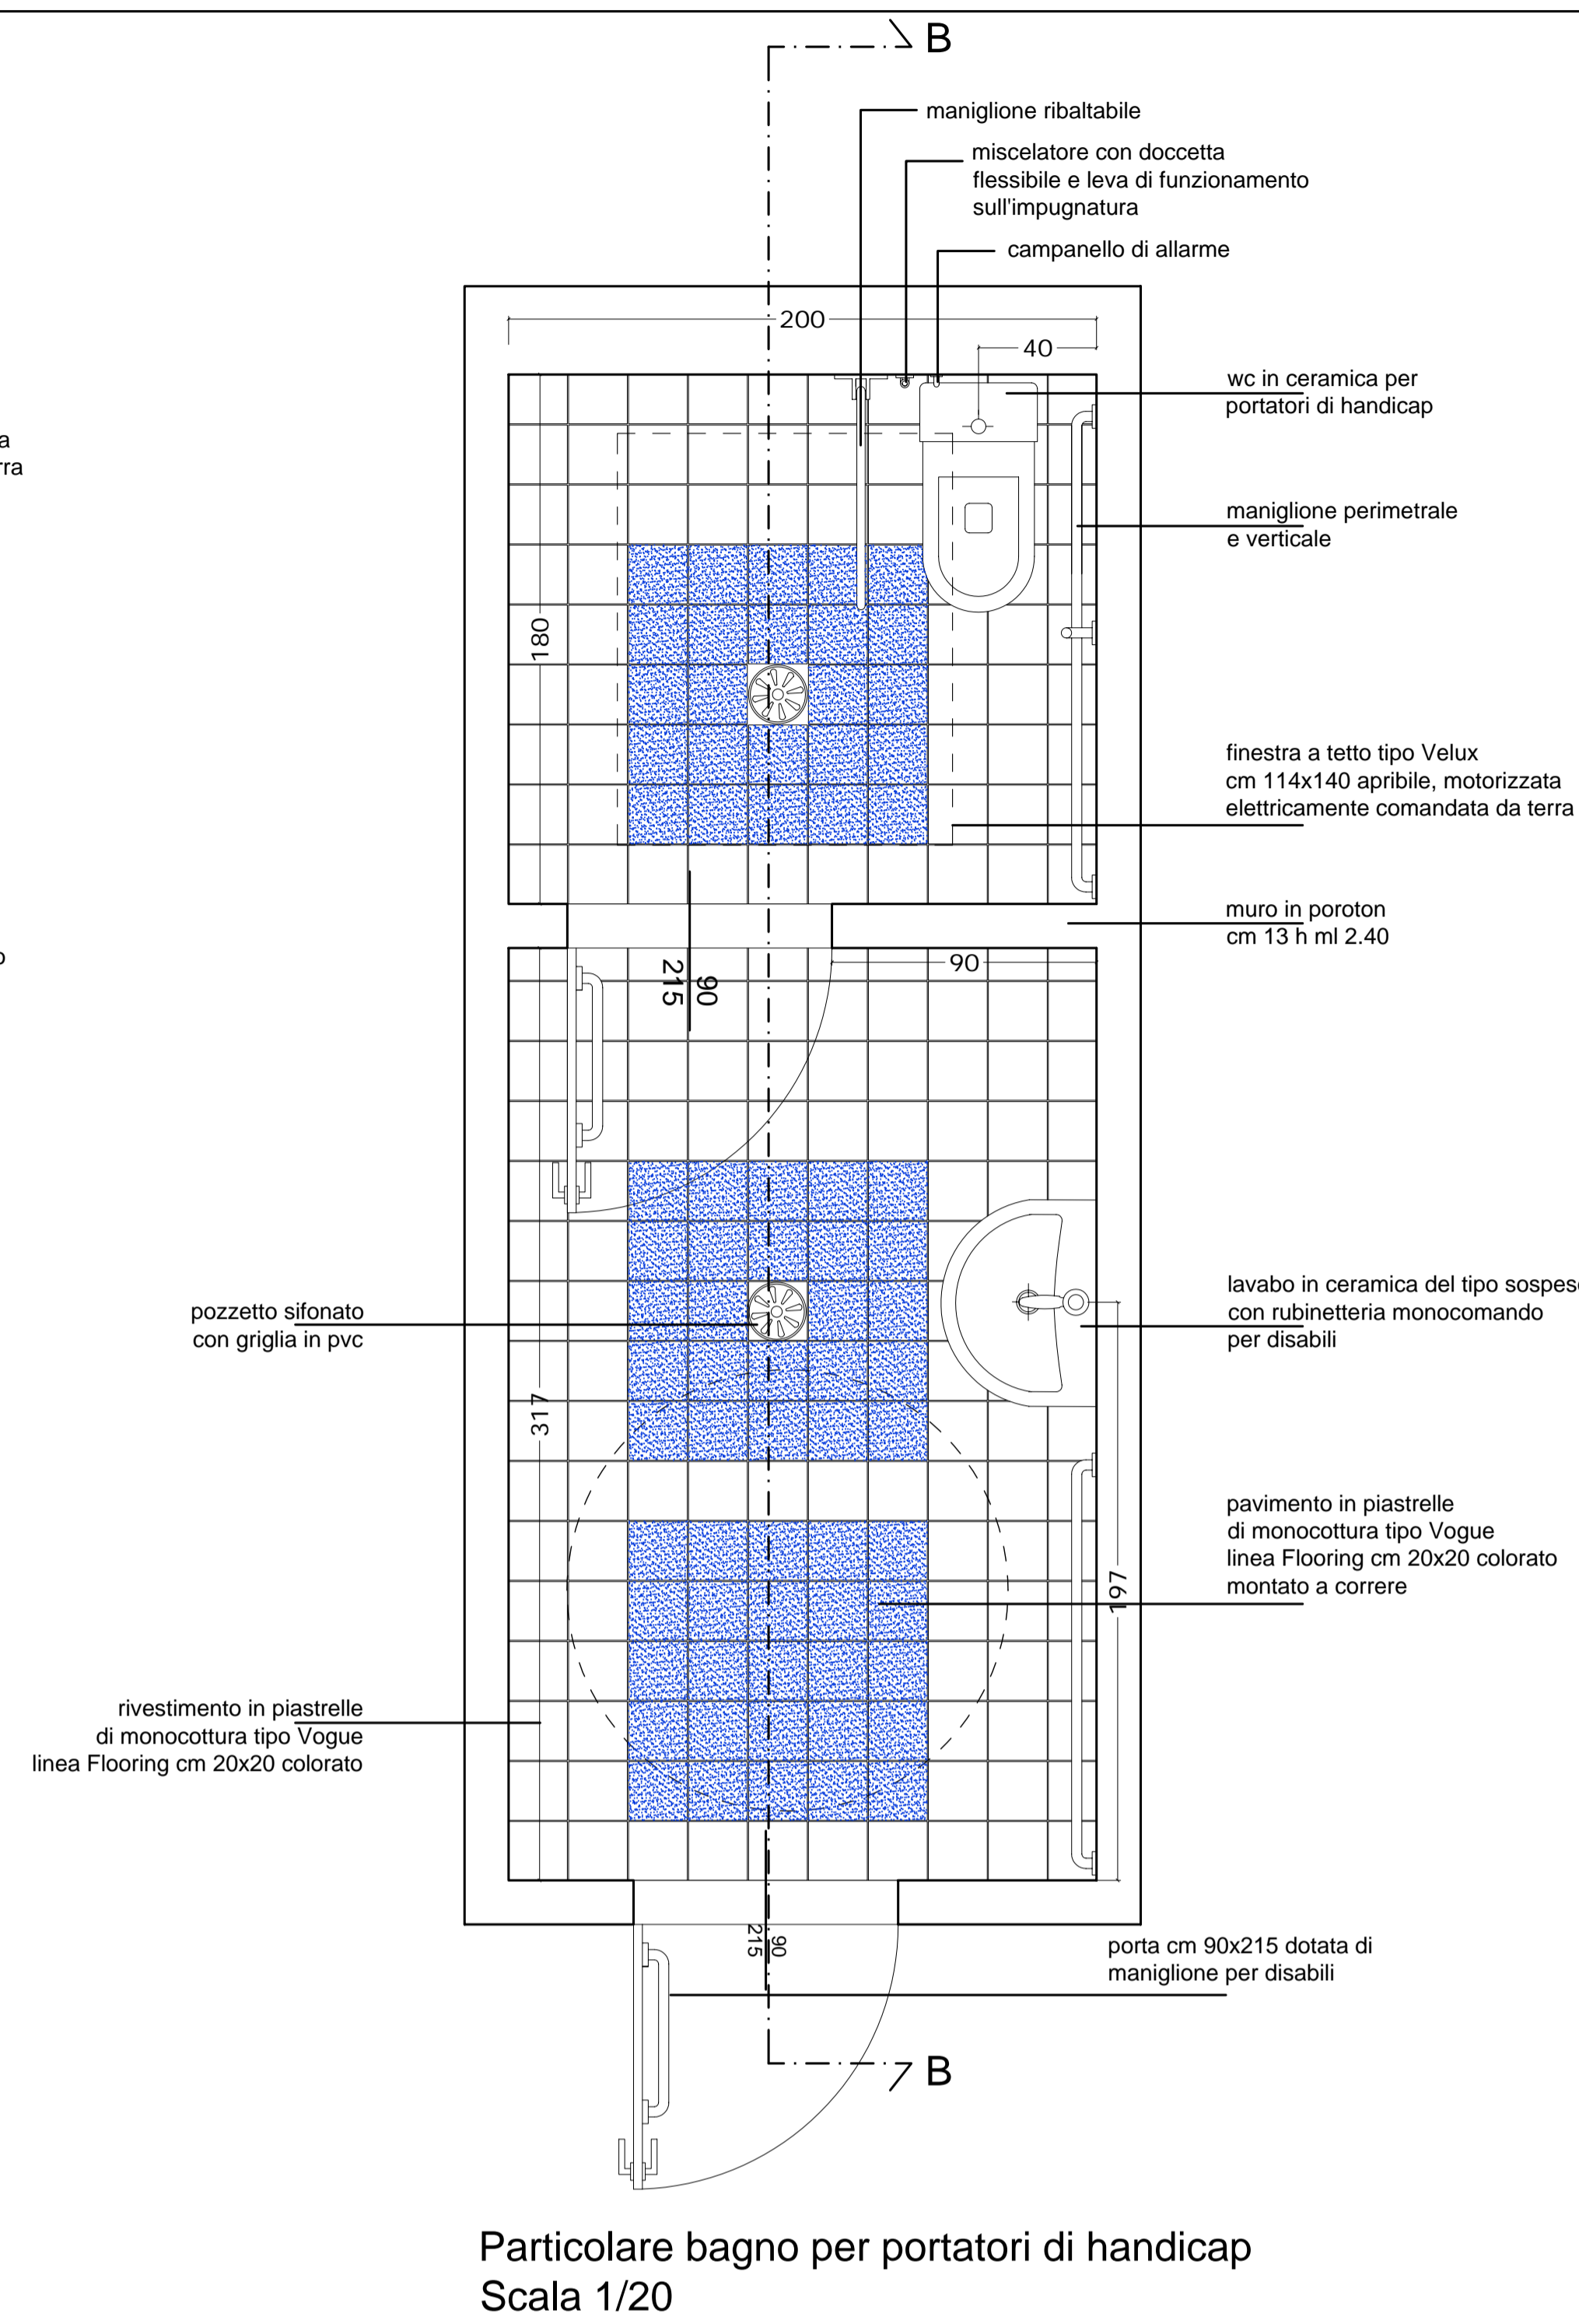 B
maniglione ribaltabile
miscelatore con doccetta
flessibile e leva di funzionamento
sull'impugnatura
campanello di allarme
200
40
wc in ceramica per
portatori di handicap
a
rra
maniglione perimetrale
e verticale
180
finestra a tetto tipo Velux
cm 114x140 apribile, motorizzata
elettricamente comandata da terra
muro in poroton
cm 13 h ml 2.40
o
90
90
215
lavabo in ceramica del tipo sospeso
con rubinetteria monocomando
per disabili
pozzetto sifonato
con griglia in pvc
317
pavimento in piastrelle
di monocottura tipo Vogue
linea Flooring cm 20x20 colorato
montato a correre
197
rivestimento in piastrelle
di monocottura tipo Vogue
linea Flooring cm 20x20 colorato
90
215
porta cm 90x215 dotata di
maniglione per disabili
B
Particolare bagno per portatori di handicap
Scala 1/20